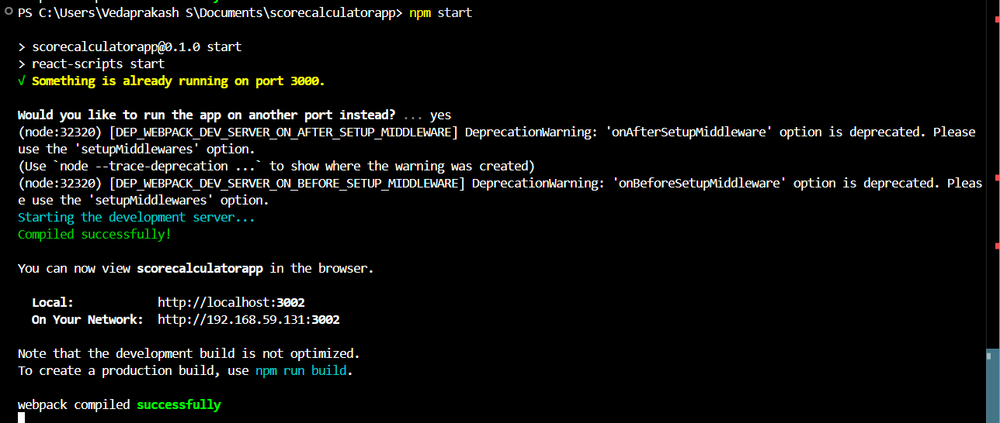 PS C:\Users\Vedaprakash S\Documents\scorecalculatorapp> npm start
> scorecalculatorapp@0.1.0 start
> react-scripts start
√ Something is already running on port 3000.
Would you like to run the app on another port instead? ... yes
(node:32320) [DEP_WEBPACK_DEV_SERVER_ON_AFTER_SETUP_MIDDLEWARE] DeprecationWarning: 'onAfterSetupMiddleware' option is deprecated. Please
use the 'setupMiddlewares' option.
(Use `node --trace-deprecation ...` to show where the warning was created)
(node:32320) [DEP_WEBPACK_DEV_SERVER_ON_BEFORE_SETUP_MIDDLEWARE] DeprecationWarning: 'onBeforeSetupMiddleware' option is deprecated. Pleas
e use the 'setupMiddlewares' option.
Starting the development server...
Compiled successfully!
You can now view scorecalculatorapp in the browser.
Local: http://localhost:3002
On Your Network: http://192.168.59.131:3002
Note that the development build is not optimized.
To create a production build, use npm run build.
webpack compiled successfully